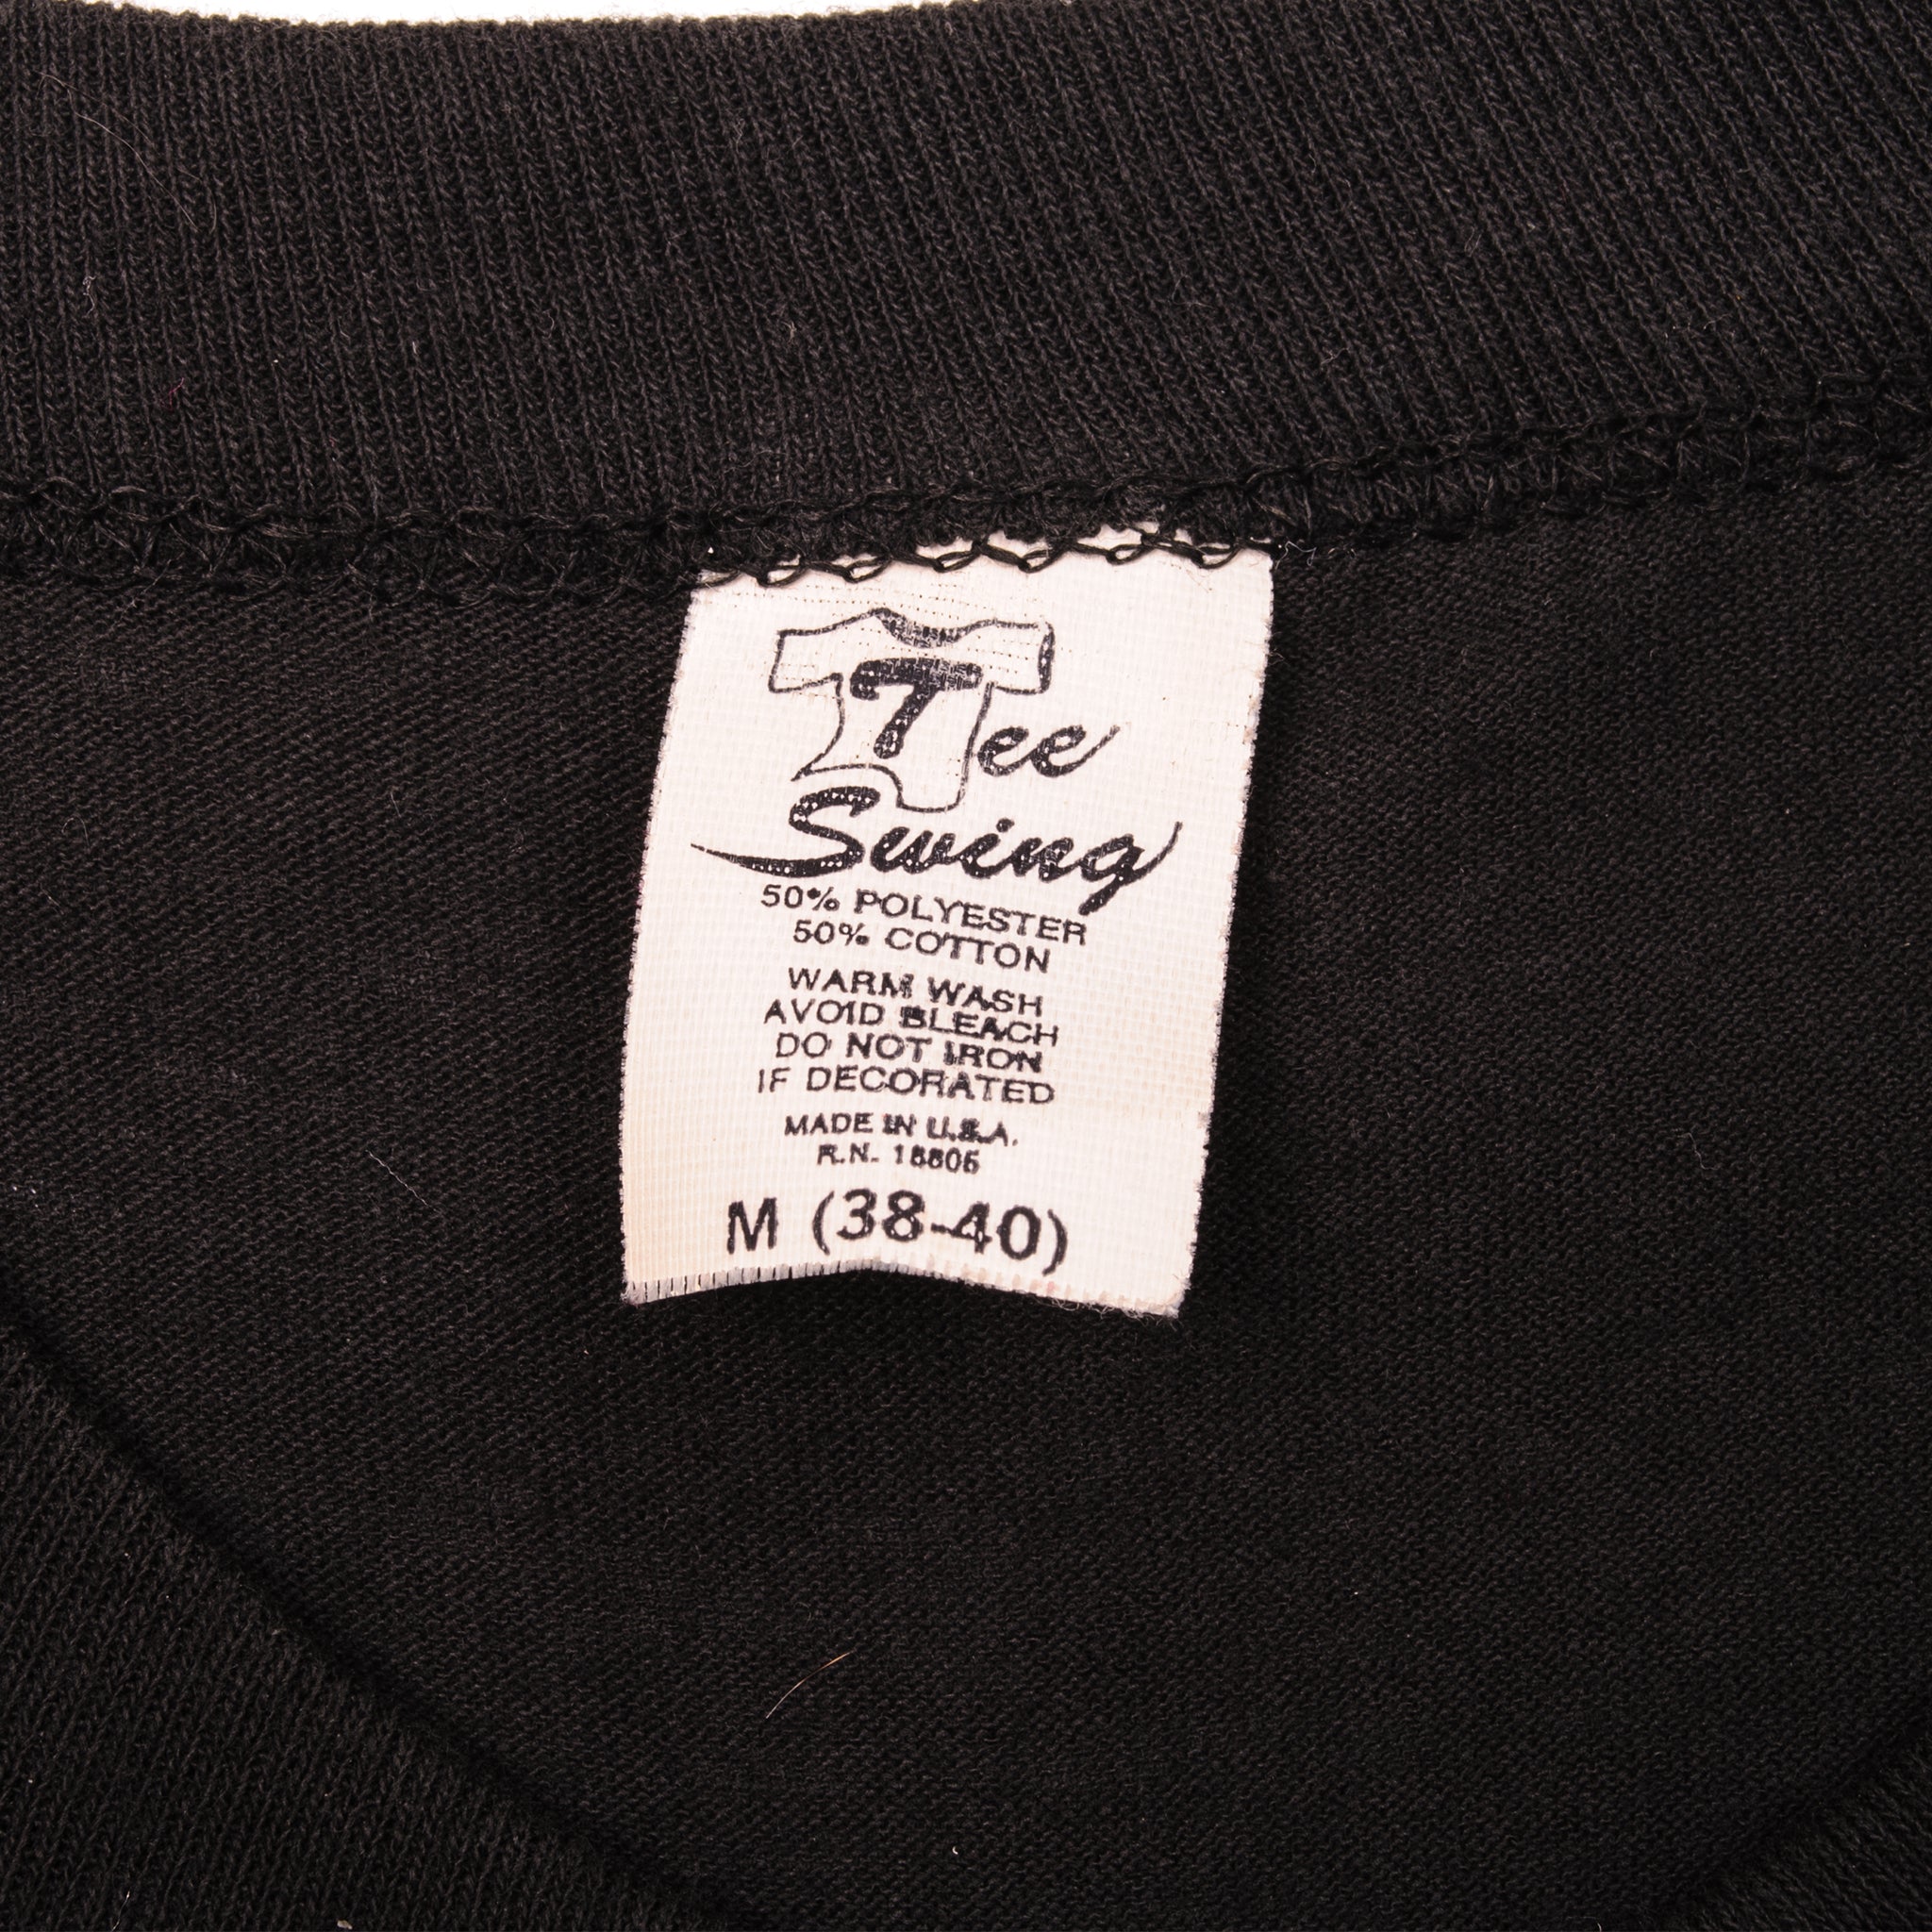 Tee
Swing
50% POLYESTER
50% COTTON
WARM WASH
AVOID BLEACH
DO NOT IRON
IF DECORATED
MADE IN U.S.A.
R.N.
M (38-40)